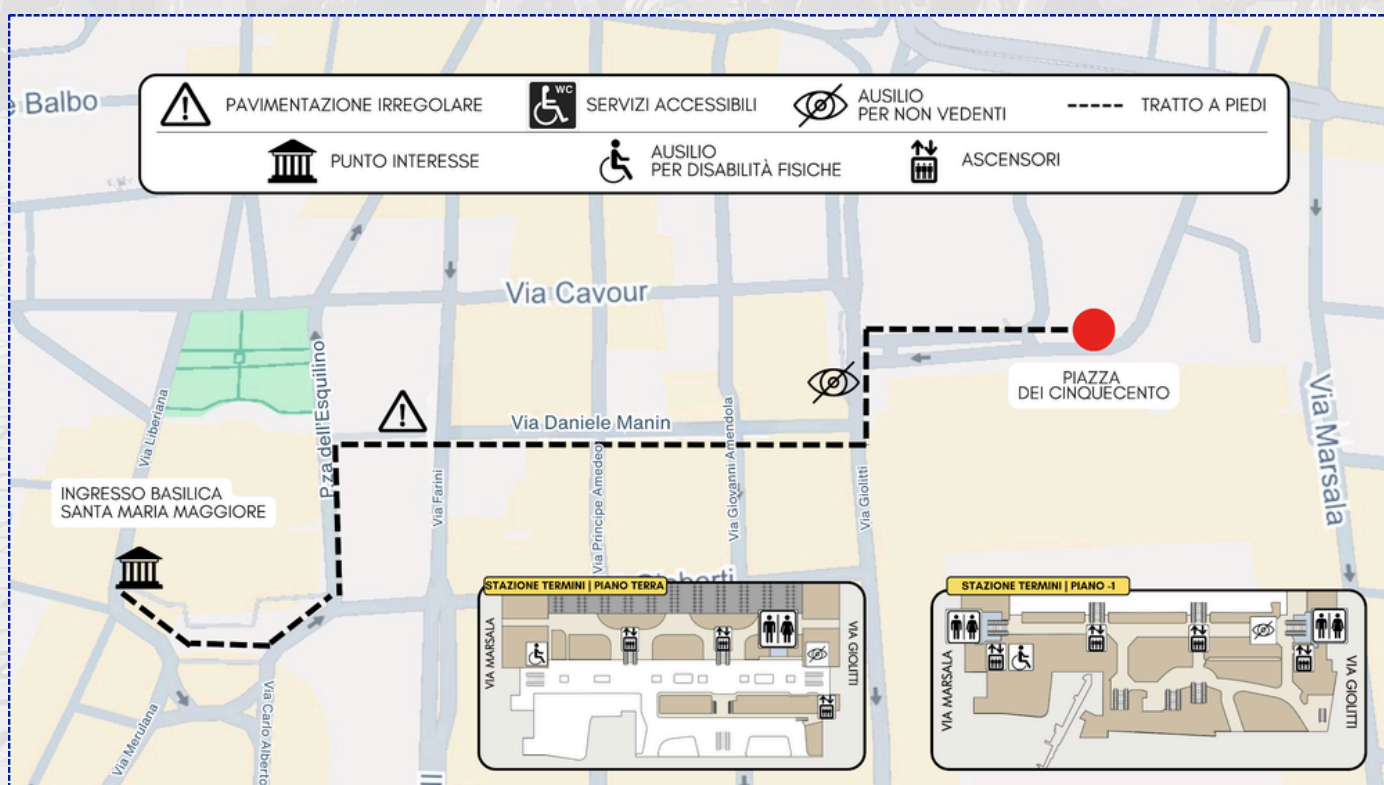 e Balbo
PAVIMENTAZIONE IRREGOLARE
WC
SERVIZI ACCESSIBILI
AUSILIO
PER NON VEDENTI
TRATTO A PIEDI
PUNTO INTERESSE
AUSILIO
PER DISABILITÀ FISICHE
ASCENSORI
Via Cavour
PIAZZA
DEI CINQUECENTO
P.za dell'Esquilino
Via Liberiana
Via Daniele Manin
Via Giovanni Amendola
Via Marsala
Via Farini
Via Principe Amedeo
Via Giolitti
INGRESSO BASILICA
SANTA MARIA MAGGIORE
STAZIONE TERMINI | PIANO TERRA
VIA MARSALA
VIA GIOLITTI
STAZIONE TERMINI | PIANO -1
VIA MARSALA
VIA GIOLITTI
Via Merulana
Via Carlo Alberto